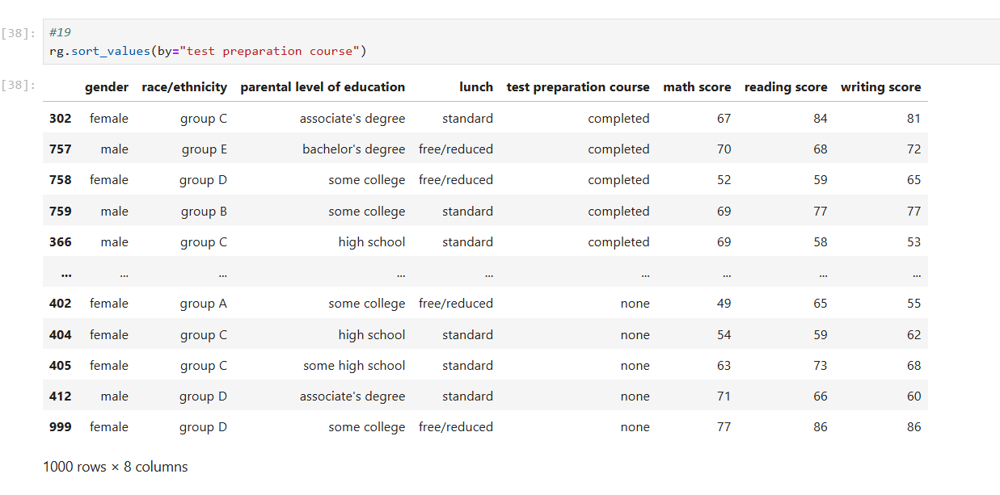 [38]: #19
rg.sort_values(by="test preparation course")
[38]: gender race/ethnicity parental level of education lunch test preparation course math score reading score writing score
302 female group C associate's degree standard completed 67 84 81
757 male group E bachelor's degree free/reduced completed 70 68 72
758 female group D some college free/reduced completed 52 59 65
759 male group B some college standard completed 69 77 77
366 male group C high school standard completed 69 58 53
... ... ... ... ... ... ... ... ...
402 female group A some college free/reduced none 49 65 55
404 female group C high school standard none 54 59 62
405 female group C some high school standard none 63 73 68
412 male group D associate's degree standard none 71 66 60
999 female group D some college free/reduced none 77 86 86
1000 rows × 8 columns